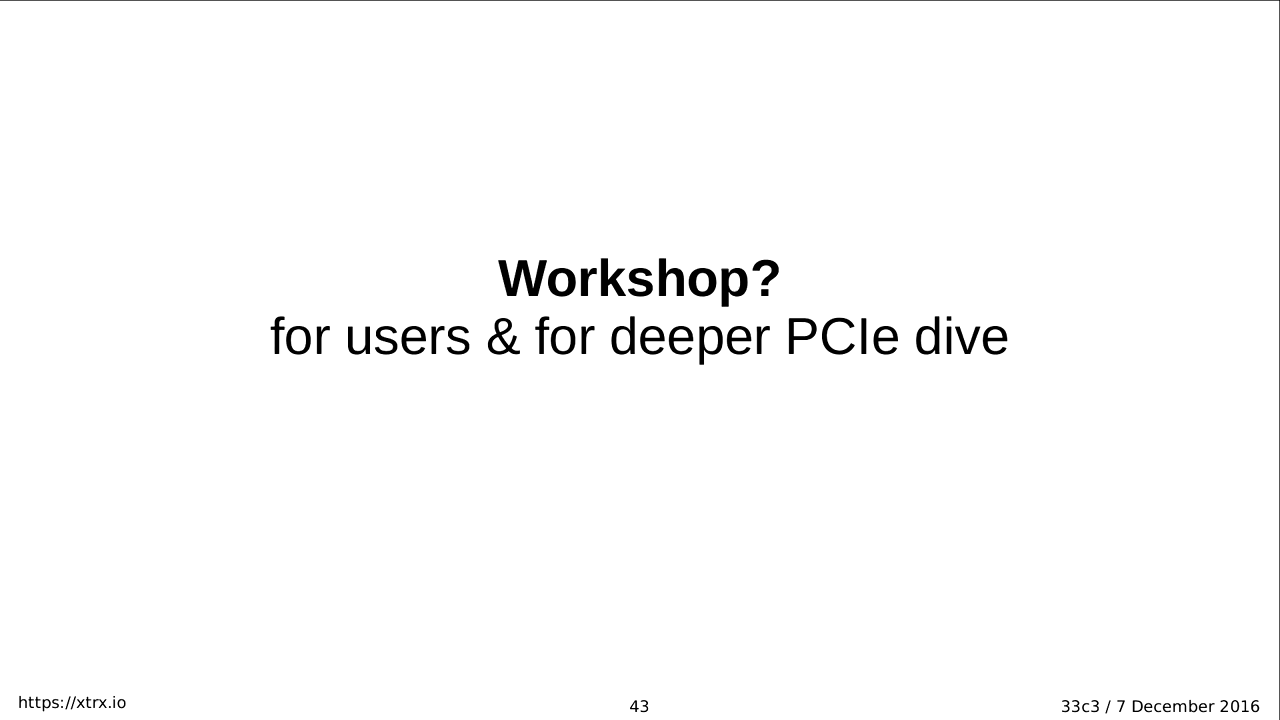 Workshop?
for users & for deeper PCIe dive
https://xtrx.io
43
33c3 / 7 December 2016